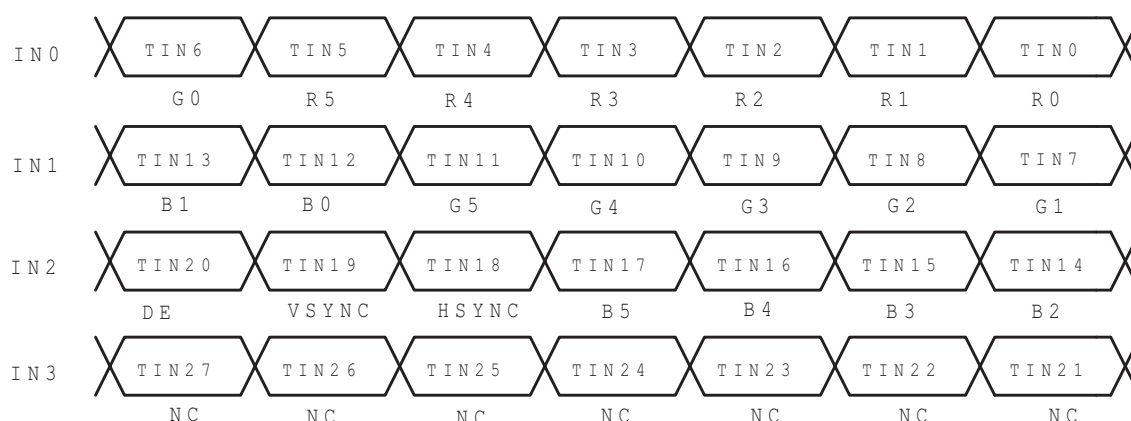 IN0 TIN6 TIN5 TIN4 TIN3 TIN2 TIN1 TIN0
G0 R5 R4 R3 R2 R1 R0
IN1 TIN13 TIN12 TIN11 TIN10 TIN9 TIN8 TIN7
B1 B0 G5 G4 G3 G2 G1
IN2 TIN20 TIN19 TIN18 TIN17 TIN16 TIN15 TIN14
DE VSYNC HSYNC B5 B4 B3 B2
IN3 TIN27 TIN26 TIN25 TIN24 TIN23 TIN22 TIN21
NC NC NC NC NC NC NC